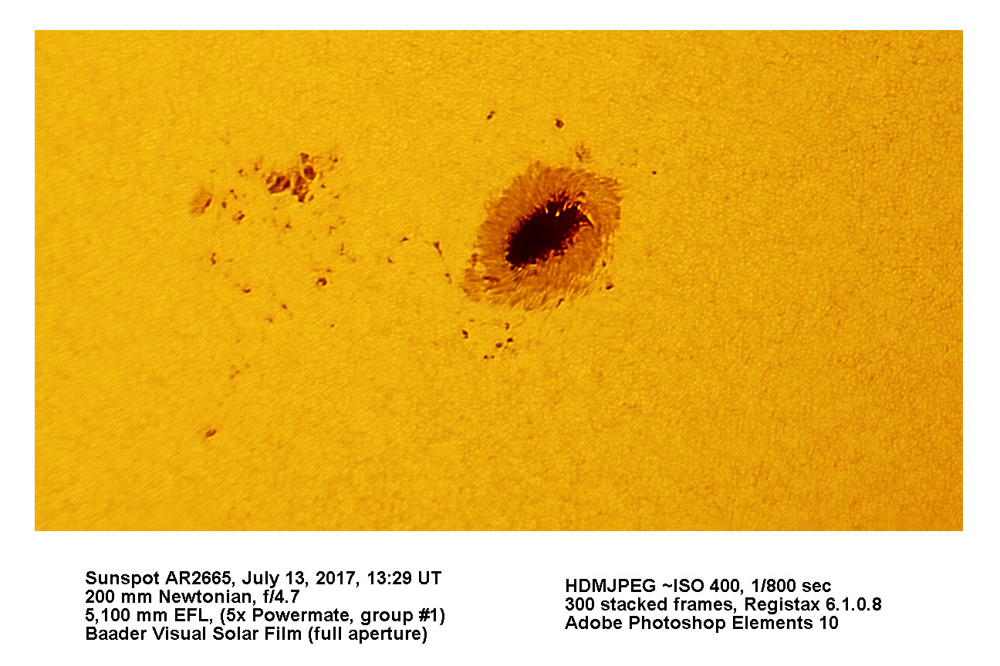 Sunspot AR2665, July 13, 2017, 13:29 UT
200 mm Newtonian, f/4.7
5,100 mm EFL, (5x Powermate, group #1)
Baader Visual Solar Film (full aperture)
HDMJPEG ~ISO 400, 1/800 sec
300 stacked frames, Registax 6.1.0.8
Adobe Photoshop Elements 10